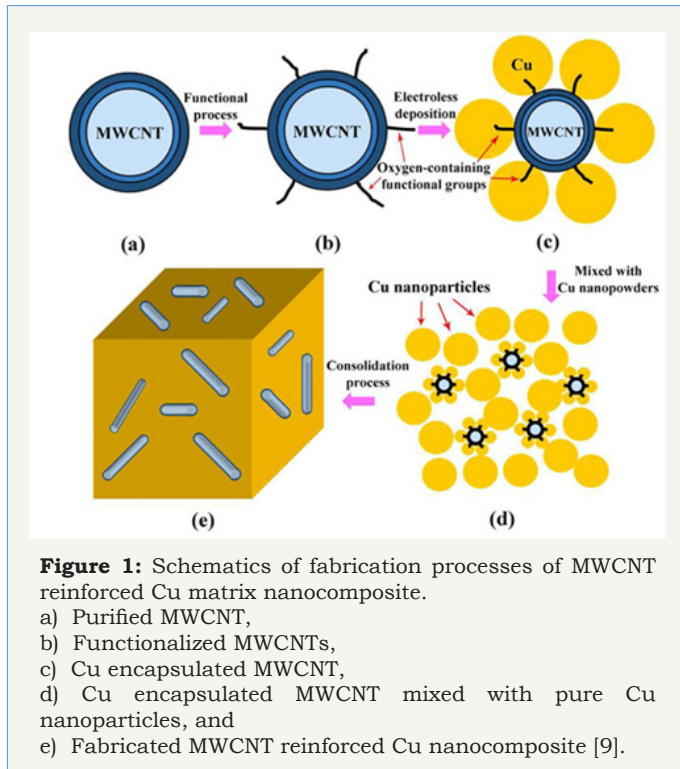 Cu
Functional
process
Electroless
deposition
MWCNT
MWCNT
MWCNT
Oxygen-containing
functional groups
(a)
(b)
(c)
Mixed with
Cu nanopowders
Cu nanoparticles
Consolidation
process
(e)
(d)
Figure 1: Schematics of fabrication processes of MWCNT
reinforced Cu matrix nanocomposite.
a) Purified MWCNT,
b) Functionalized MWCNTs,
c) Cu encapsulated MWCNT,
d) Cu encapsulated MWCNT mixed with pure Cu
nanoparticles, and
e) Fabricated MWCNT reinforced Cu nanocomposite [9].